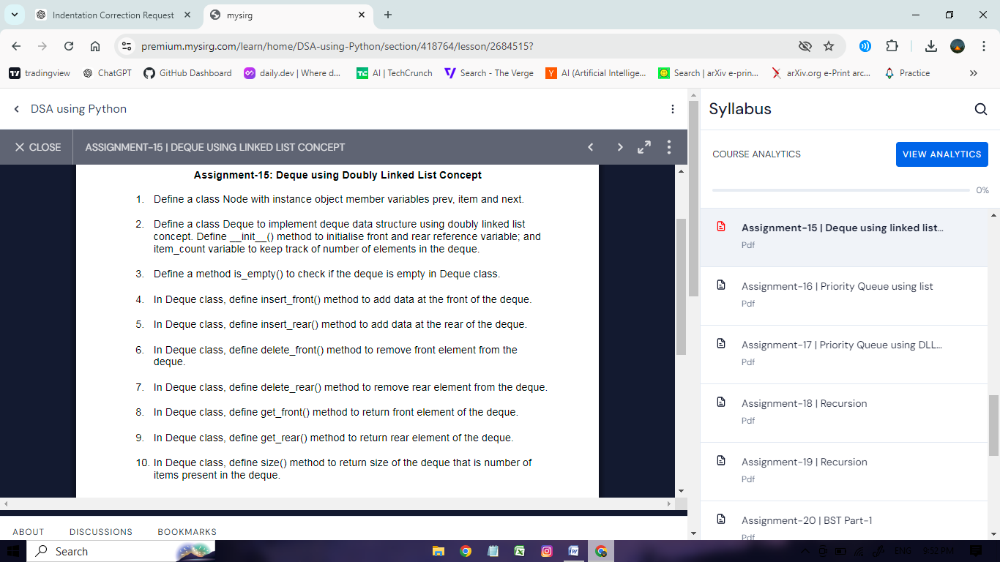 Indentation Correction Request
mysirg
premium.mysirg.com/learn/home/DSA-using-Python/section/418764/lesson/2684515?
tradingview
ChatGPT
GitHub Dashboard
daily.dev | Where d...
AI | TechCrunch
Search - The Verge
AI (Artificial Intellige...
Search | arXiv e-prin...
arXiv.org e-Print arc...
Practice
DSA using Python
CLOSE
ASSIGNMENT-15 | DEQUE USING LINKED LIST CONCEPT
Assignment-15: Deque using Doubly Linked List Concept
1. Define a class Node with instance object member variables prev, item and next.
2. Define a class Deque to implement deque data structure using doubly linked list
concept. Define __init__() method to initialise front and rear reference variable; and
item_count variable to keep track of number of elements in the deque.
3. Define a method is_empty() to check if the deque is empty in Deque class.
4. In Deque class, define insert_front() method to add data at the front of the deque.
5. In Deque class, define insert_rear() method to add data at the rear of the deque.
6. In Deque class, define delete_front() method to remove front element from the
deque.
7. In Deque class, define delete_rear() method to remove rear element from the deque.
8. In Deque class, define get_front() method to return front element of the deque.
9. In Deque class, define get_rear() method to return rear element of the deque.
10. In Deque class, define size() method to return size of the deque that is number of
items present in the deque.
ABOUT
DISCUSSIONS
BOOKMARKS
Syllabus
COURSE ANALYTICS
VIEW ANALYTICS
0%
Assignment-15 | Deque using linked list...
Pdf
Assignment-16 | Priority Queue using list
Pdf
Assignment-17 | Priority Queue using DLL...
Pdf
Assignment-18 | Recursion
Pdf
Assignment-19 | Recursion
Pdf
Assignment-20 | BST Part-1
Pdf
Search
ENG
9:52 PM